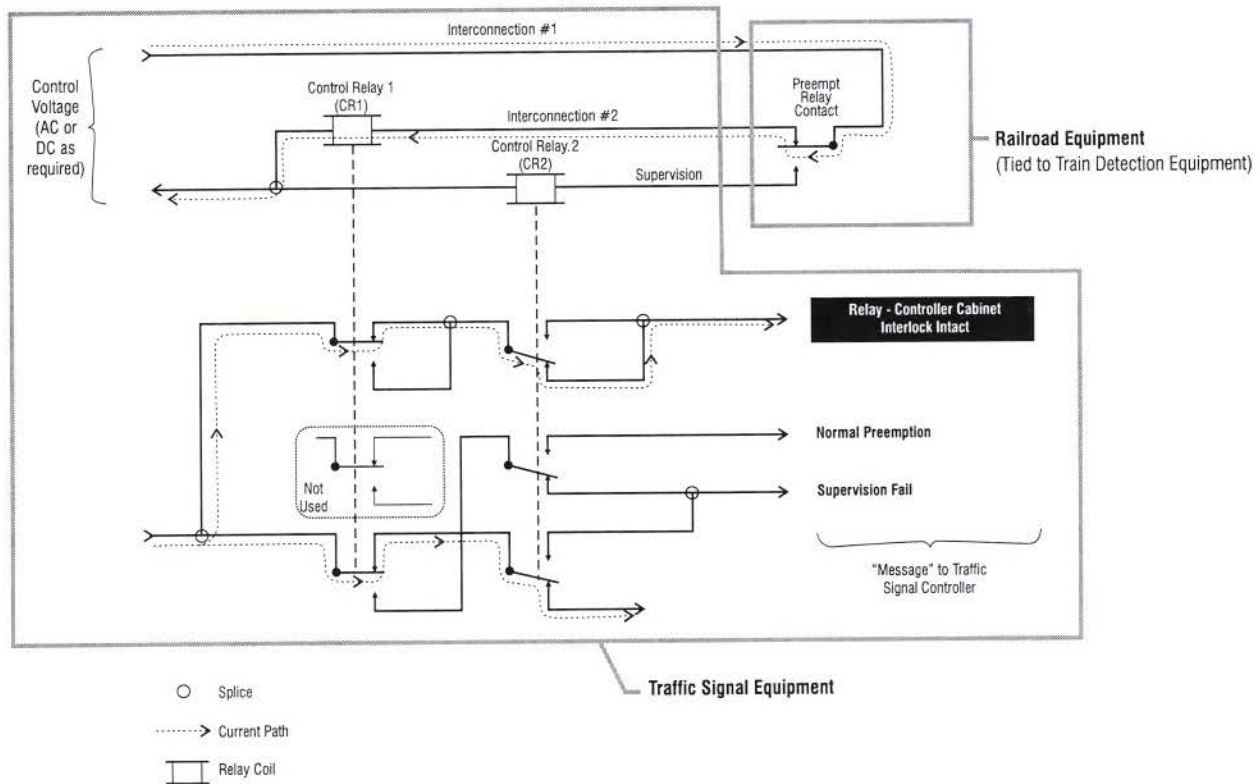 Interconnection #1
Control
Voltage
(AC or
DC as
required)
Control Relay 1
(CR1)
Interconnection #2
Preempt
Relay
Contact
Railroad Equipment
(Tied to Train Detection Equipment)
Control Relay.2
(CR2)
Supervision
Relay - Controller Cabinet
Interlock Intact
Normal Preemption
Not
Used
Supervision Fail
"Message" to Traffic
Signal Controller
Traffic Signal Equipment
Splice
Current Path
Relay Coil